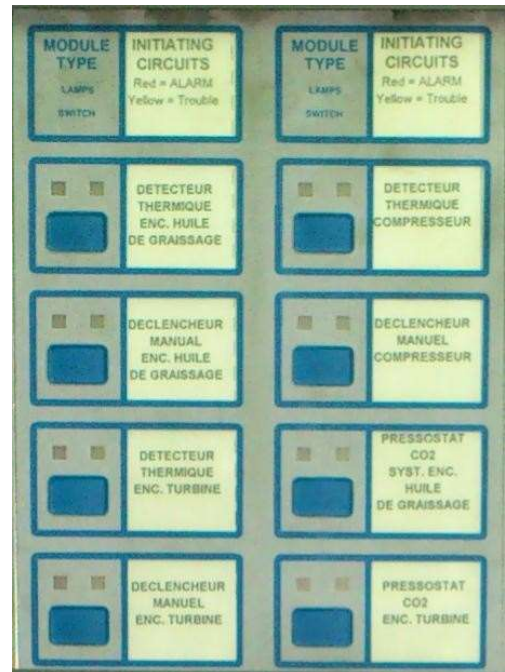 MODULE
TYPE
LAMPS
SWITCH
INITIATING
CIRCUITS
Red = ALARM
Yellow = Trouble
MODULE
TYPE
LAMPS
SWITCH
INITIATING
CIRCUITS
Red = ALARM
Yellow = Trouble
DETECTEUR
THERMIQUE
ENC. HUILE
DE GRAISSAGE
DETECTEUR
THERMIQUE
COMPRESSEUR
DECLENCHEUR
MANUAL
ENC. HUILE
DE GRAISSAGE
DECLENCHEUR
MANUEL
COMPRESSEUR
DETECTEUR
THERMIQUE
ENC. TURBINE
PRESSOSTAT
CO2
SYST. ENC.
HUILE
DE GRAISSAGE
DECLENCHEUR
MANUEL
ENC. TURBINE
PRESSOSTAT
CO2
ENC. TURBINE